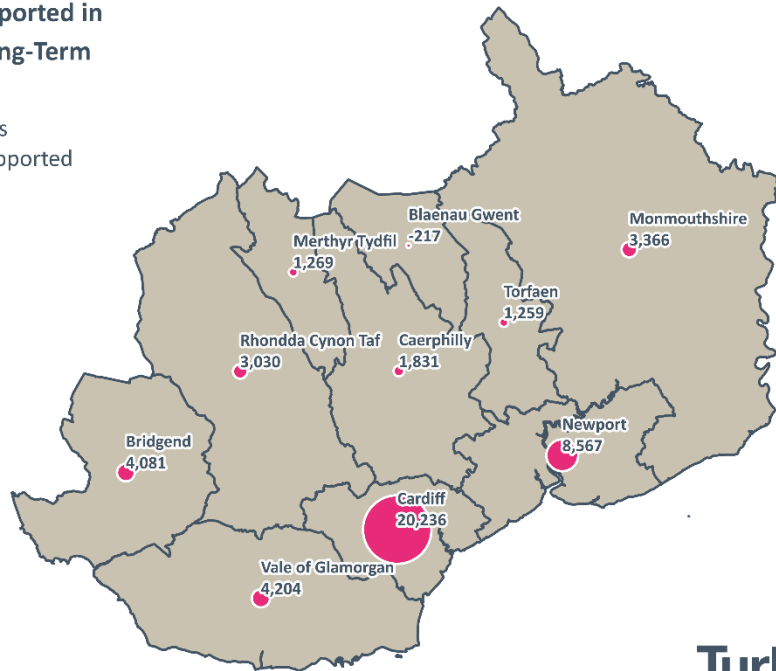 ported in
ng-Term
s
pported
Blaenau Gwent
-217
Monmouthshire
3,366
Merthyr Tydfil
1,269
Torfaen
1,259
Rhondda Cynon Taf
3,030
Caerphilly
1,831
Newport
8,567
Bridgend
4,081
Cardiff
20,236
Vale of Glamorgan
4,204